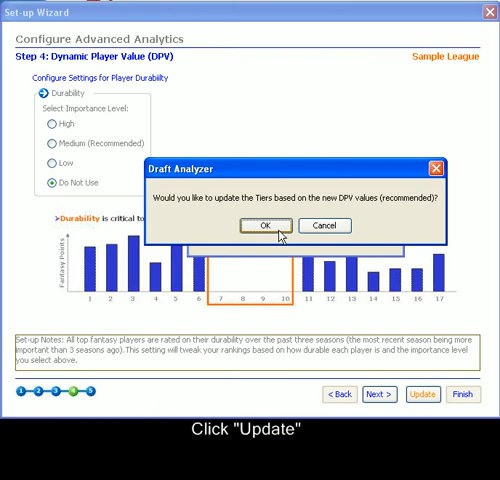 Set-up Wizard
Configure Advanced Analytics
Step 4: Dynamic Player Value (DPV)
Sample League
Configure Settings for Player Durability
Durability
Select Importance Level:
High
Medium (Recommended)
Low
Do Not Use
Draft Analyzer
Would you like to update the Tiers based on the new DPV values (recommended)?
OK
Cancel
>Durability is critical to
Fantasy Points
1 2 3 4 5 6 7 8 9 10 11 12 13 14 15 16 17
Set-up Notes: All top fantasy players are rated on their durability over the past three seasons (the most recent season being more
important than 3 seasons ago). This setting will tweak your rankings based on how durable each player is and the importance level
you select above.
1 2 3 4 5
< Back
Next >
Update
Finish
Click "Update"